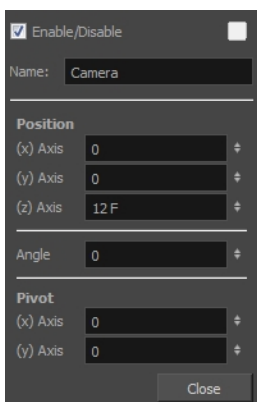 Enable/Disable
Name: Camera
Position
(x) Axis 0
(y) Axis 0
(z) Axis 12 F
Angle 0
Pivot
(x) Axis 0
(y) Axis 0
Close